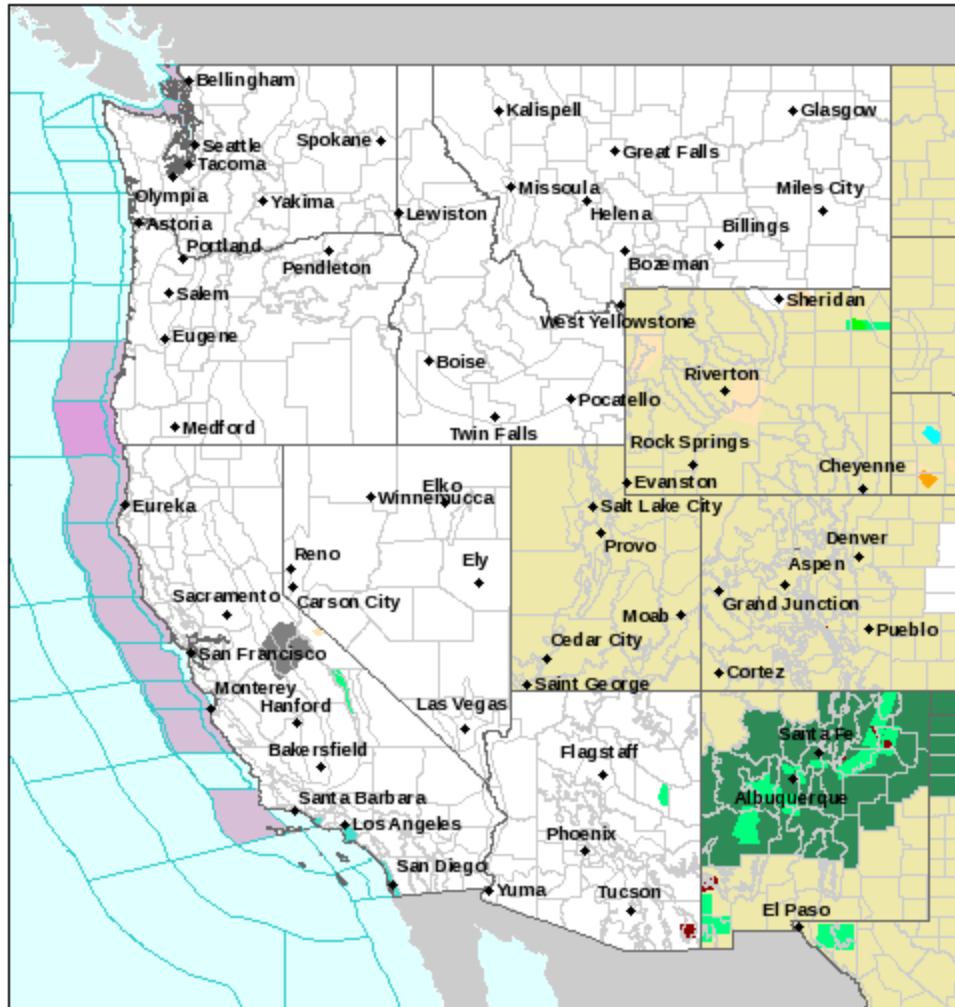 Bellingham
Kalispell
Glasgow
Seattle
Spokane
Great Falls
Tacoma
Missoula
Miles City
Olympia
Yakima
Lewiston
Helena
Astoria
Billings
Portland
Pendleton
Bozeman
Salem
Sheridan
West Yellowstone
Eugene
Boise
Riverton
Pocatello
Medford
Twin Falls
Rock Springs
Cheyenne
Elko
Evanston
Winnemucca
Eureka
Salt Lake City
Provo
Denver
Reno
Ely
Aspen
Sacramento
Carson City
Grand Junction
Moab
Pueblo
Cedar City
San Francisco
Cortez
Saint George
Monterey
Hanford
Las Vegas
Santa Fe
Bakersfield
Flagstaff
Santa Barbara
Albuquerque
Los Angeles
Phoenix
San Diego
Yuma
Tucson
El Paso